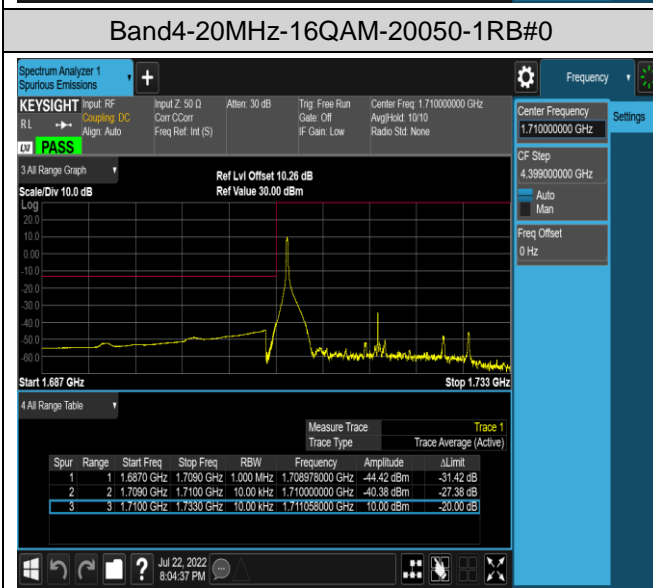 Band4-20MHz-16QAM-20050-1RB#0
Spectrum Analyzer 1
Spurious Emissions
Frequency
KEYSIGHT
Input: RF
Coupling: DC
Align: Auto
Input Z: 50 Ω
Corr CCorr
Freq Ref: Int (S)
Atten: 30 dB
Trig: Free Run
Gate: Off
IF Gain: Low
Center Freq: 1.710000000 GHz
Avg|Hold: 10/10
Radio Std: None
RL
LXI PASS
Center Frequency
1.710000000 GHz
Settings
CF Step
4.399000000 GHz
Auto
Man
Freq Offset
0 Hz
3 All Range Graph
Ref Lvl Offset 10.26 dB
Scale/Div 10.0 dB
Ref Value 30.00 dBm
Log
20.0
10.0
0.00
-10.0
-20.0
-30.0
-40.0
-50.0
-60.0
Start 1.687 GHz
Stop 1.733 GHz
4 All Range Table
Measure Trace Trace 1
Trace Type Trace Average (Active)
Spur Range Start Freq Stop Freq RBW Frequency Amplitude ΔLimit
1 1 1.6870 GHz 1.7090 GHz 1.000 MHz 1.708978000 GHz -44.42 dBm -31.42 dB
2 2 1.7090 GHz 1.7100 GHz 10.00 kHz 1.710000000 GHz -40.38 dBm -27.38 dB
3 3 1.7100 GHz 1.7330 GHz 10.00 kHz 1.711058000 GHz 10.00 dBm -20.00 dB
Jul 22, 2022
8:04:37 PM